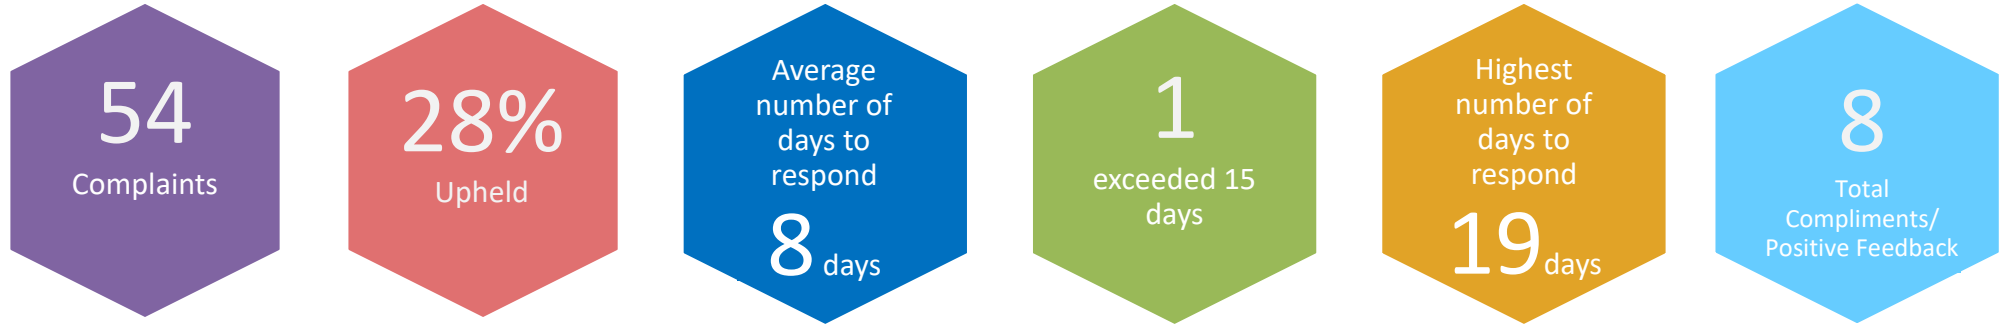 54
Complaints
28%
Upheld
Average
number of
days to
respond
8 days
1
exceeded 15
days
Highest
number of
days to
respond
19 days
8
Total
Compliments/
Positive Feedback